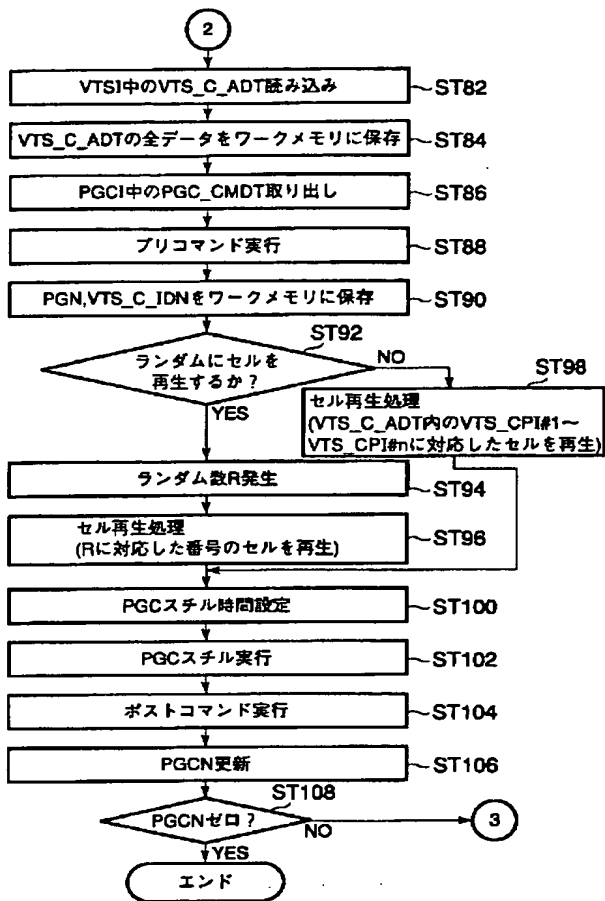 2
VTSI中のVTS_C_ADT読み込み
ST82
VTS_C_ADTの全データをワークメモリに保存
ST84
PGCI中のPGC_CMDT取り出し
ST86
プリコマンド実行
ST88
PGN,VTS_C_IDNをワークメモリに保存
ST90
ST92
ランダムにセルを
再生するか？
NO
YES
ST98
セル再生処理
(VTS_C_ADT内のVTS_CPI#1～
VTS_CPI#nに対応したセルを再生)
ランダム数R発生
ST94
セル再生処理
(Rに対応した番号のセルを再生)
ST96
PGCスチル時間設定
ST100
PGCスチル実行
ST102
ポストコマンド実行
ST104
PGCN更新
ST106
ST108
PGCNゼロ？
NO
3
YES
エンド